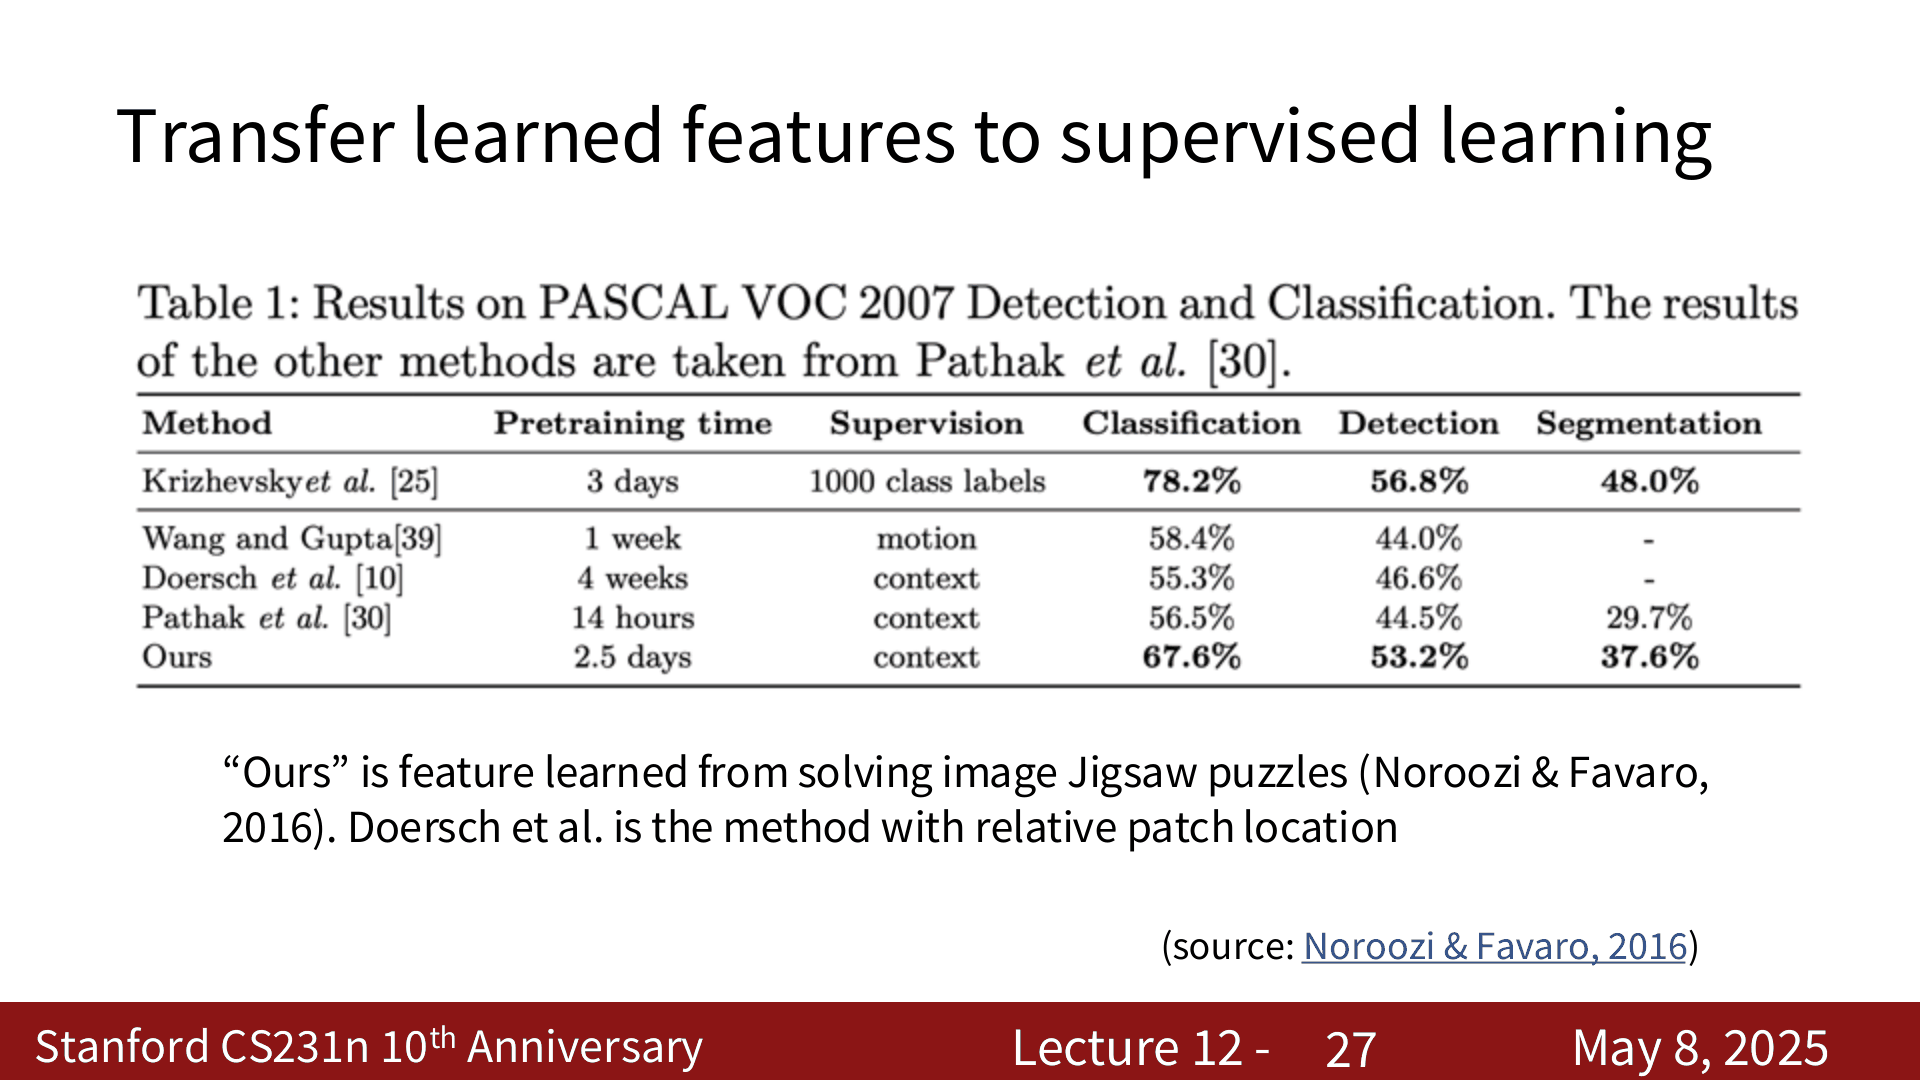 Transfer learned features to supervised learning
Table 1: Results on PASCAL VOC 2007 Detection and Classification. The results
of the other methods are taken from Pathak et al. [30].
Method Pretraining time Supervision Classification Detection Segmentation
Krizhevskyet al. [25] 3 days 1000 class labels 78.2% 56.8% 48.0%
Wang and Gupta[39] 1 week motion 58.4% 44.0% -
Doersch et al. [10] 4 weeks context 55.3% 46.6% -
Pathak et al. [30] 14 hours context 56.5% 44.5% 29.7%
Ours 2.5 days context 67.6% 53.2% 37.6%
“Ours” is feature learned from solving image Jigsaw puzzles (Noroozi & Favaro,
2016). Doersch et al. is the method with relative patch location
(source: Noroozi & Favaro, 2016)
Stanford CS231n 10th Anniversary Lecture 12 - 27 May 8, 2025